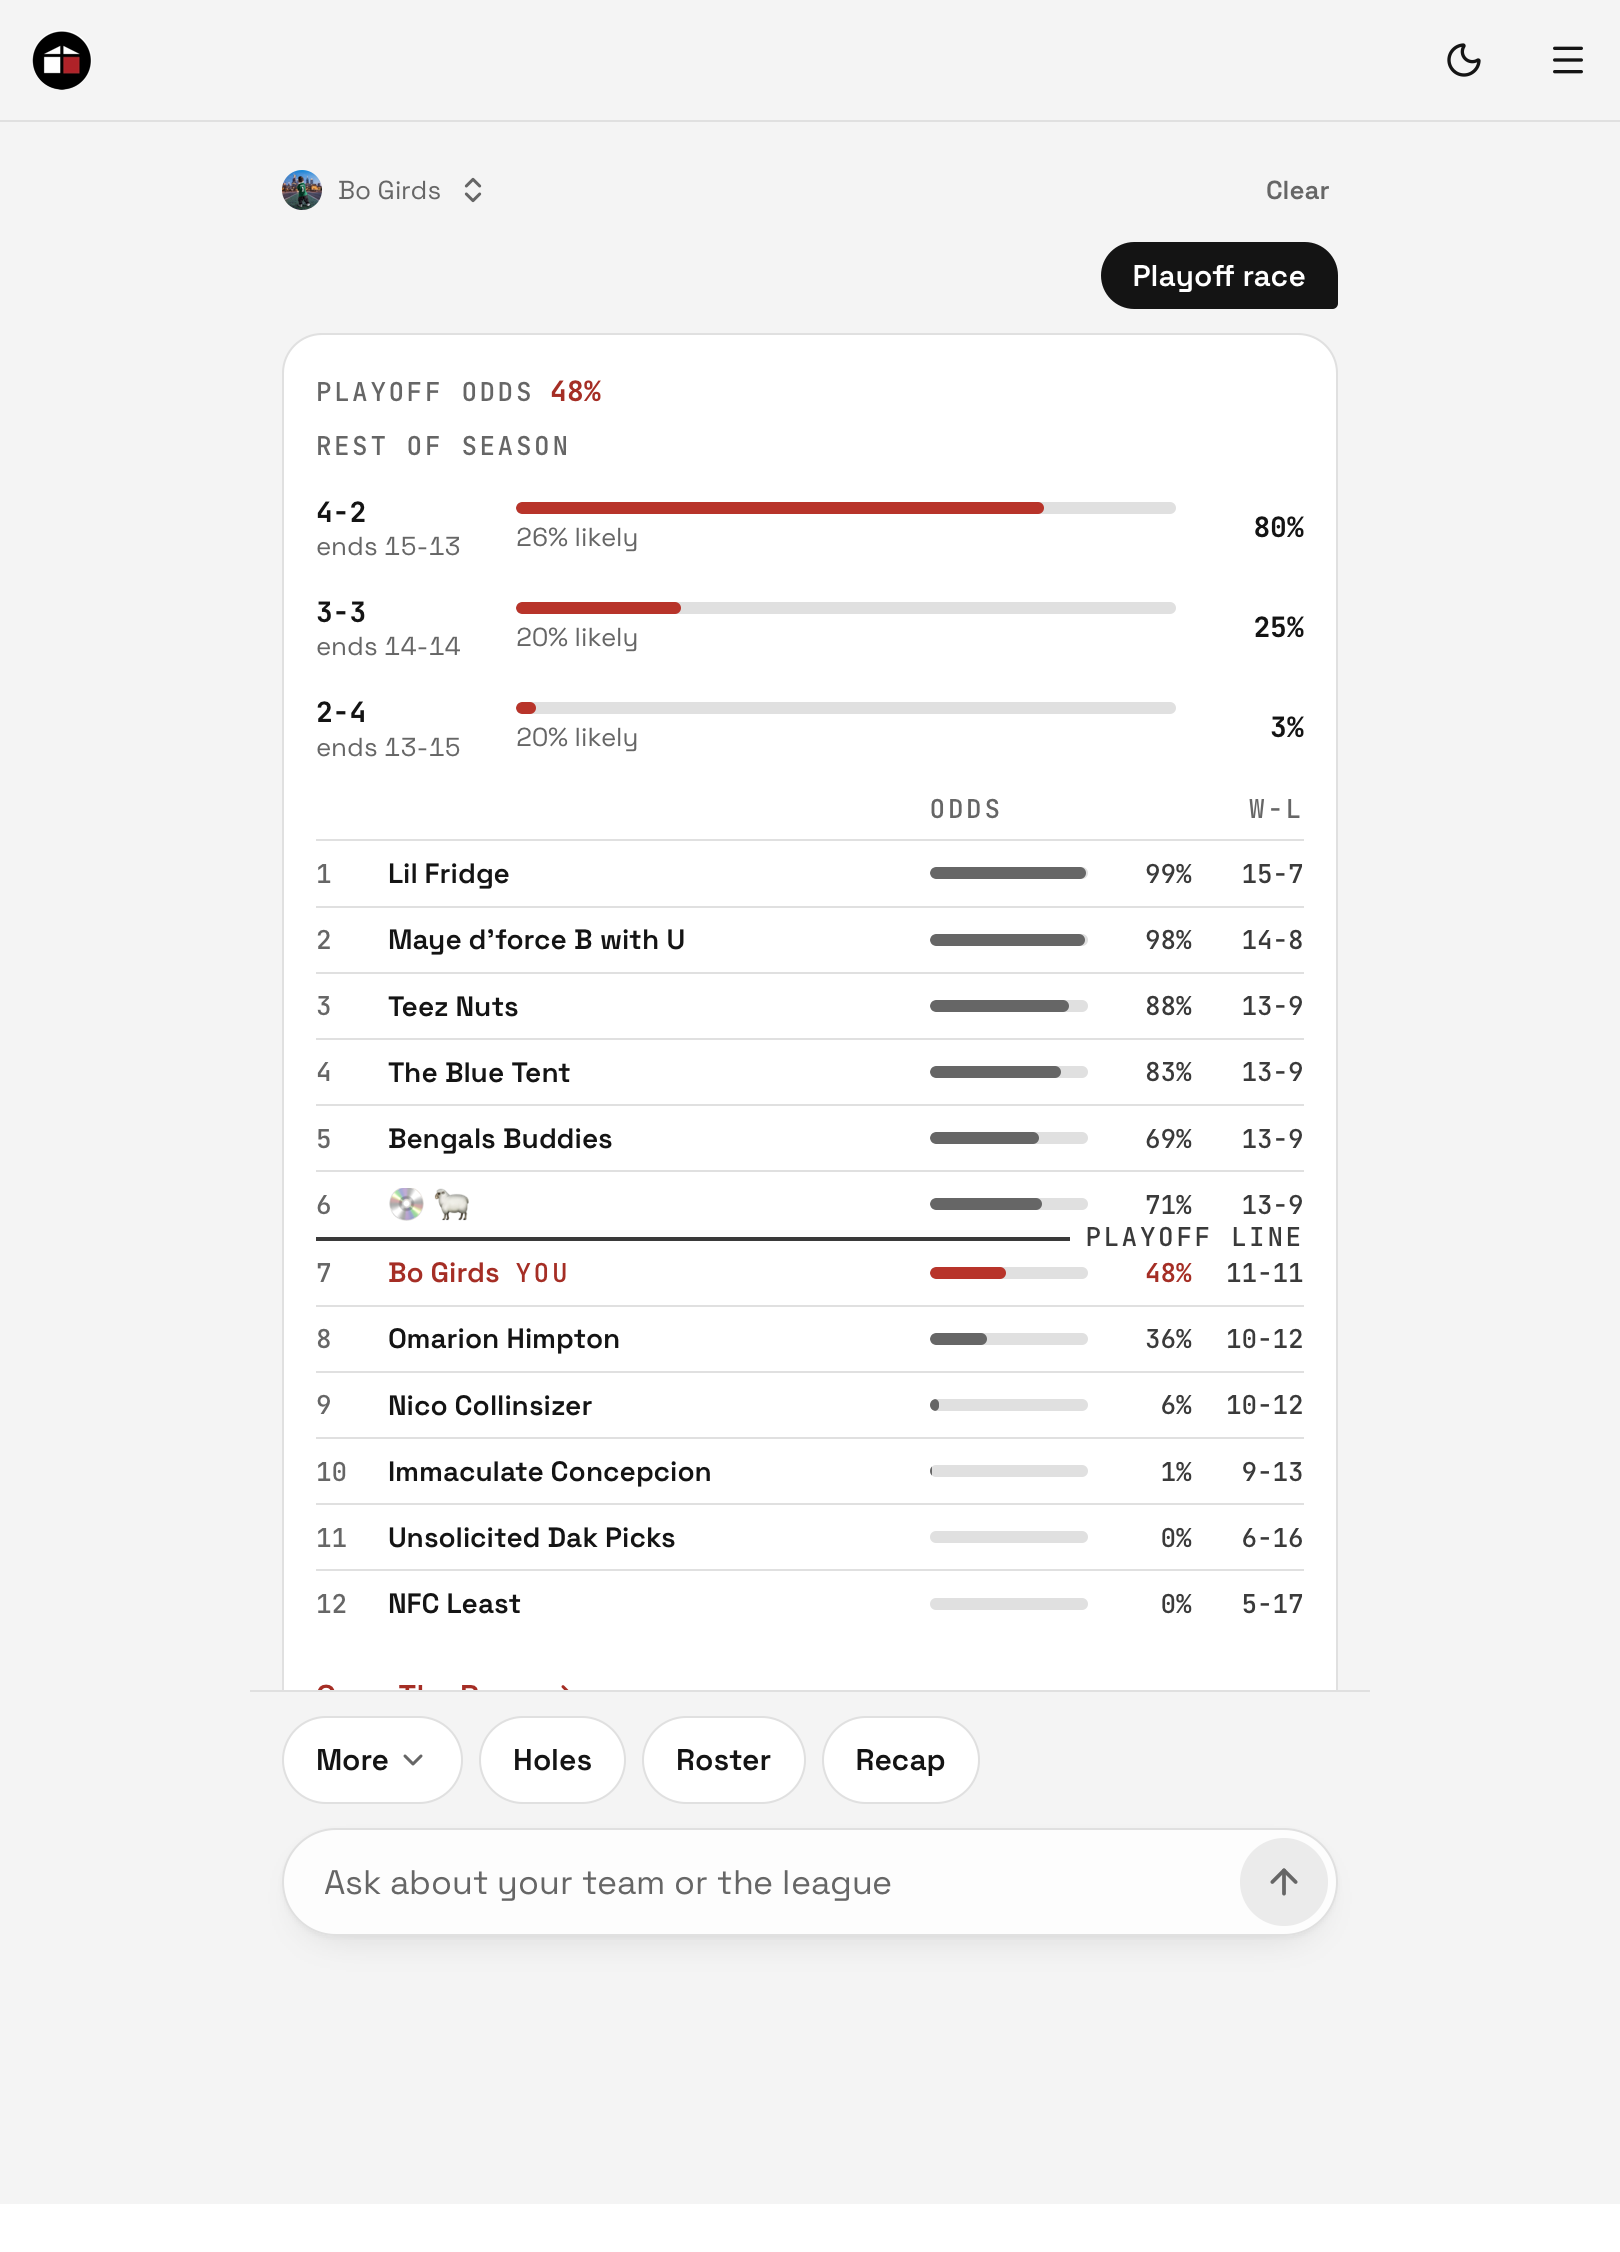 Bo Girds
Clear
Playoff race
PLAYOFF ODDS 48%
REST OF SEASON
4-2
ends 15-13
26% likely
80%
3-3
ends 14-14
20% likely
25%
2-4
ends 13-15
20% likely
3%
ODDS W-L
1 Lil Fridge 99% 15-7
2 Maye d’force B with U 98% 14-8
3 Teez Nuts 88% 13-9
4 The Blue Tent 83% 13-9
5 Bengals Buddies 69% 13-9
6 💿 🐑 71% 13-9
PLAYOFF LINE
7 Bo Girds YOU 48% 11-11
8 Omarion Himpton 36% 10-12
9 Nico Collinsizer 6% 10-12
10 Immaculate Concepcion 1% 9-13
11 Unsolicited Dak Picks 0% 6-16
12 NFC Least 0% 5-17
More Holes Roster Recap
Ask about your team or the league